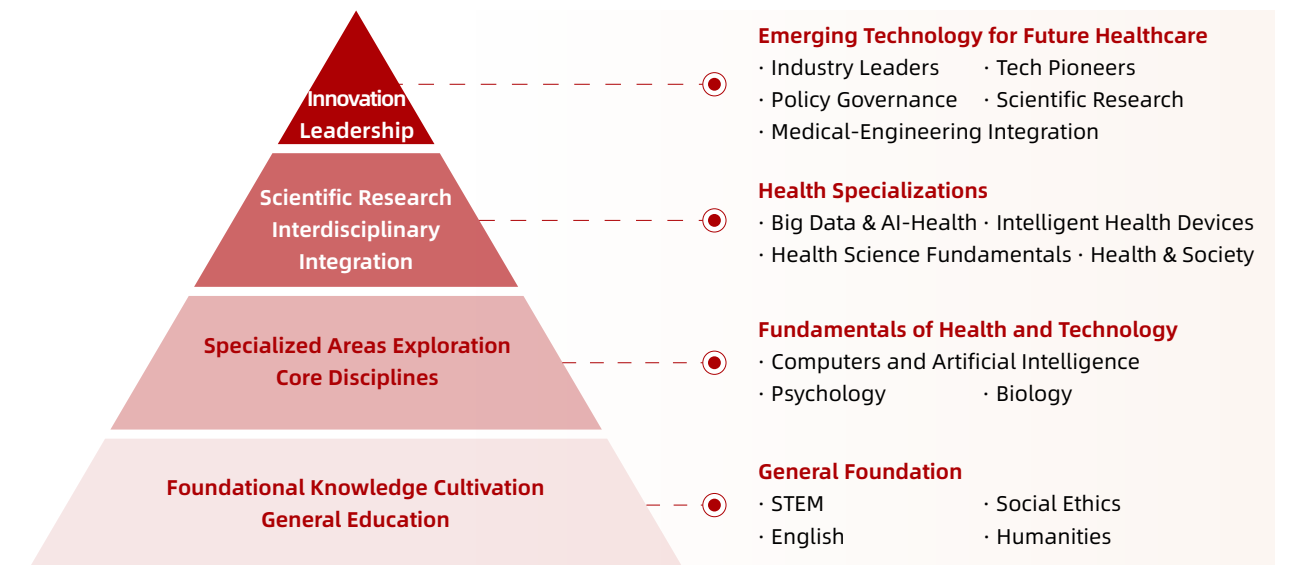 Innovation
Leadership
Emerging Technology for Future Healthcare
· Industry Leaders · Tech Pioneers
· Policy Governance · Scientific Research
· Medical-Engineering Integration
Scientific Research
Interdisciplinary
Integration
Health Specializations
· Big Data & AI-Health · Intelligent Health Devices
· Health Science Fundamentals · Health & Society
Specialized Areas Exploration
Core Disciplines
Fundamentals of Health and Technology
· Computers and Artificial Intelligence
· Psychology · Biology
Foundational Knowledge Cultivation
General Education
General Foundation
· STEM · Social Ethics
· English · Humanities